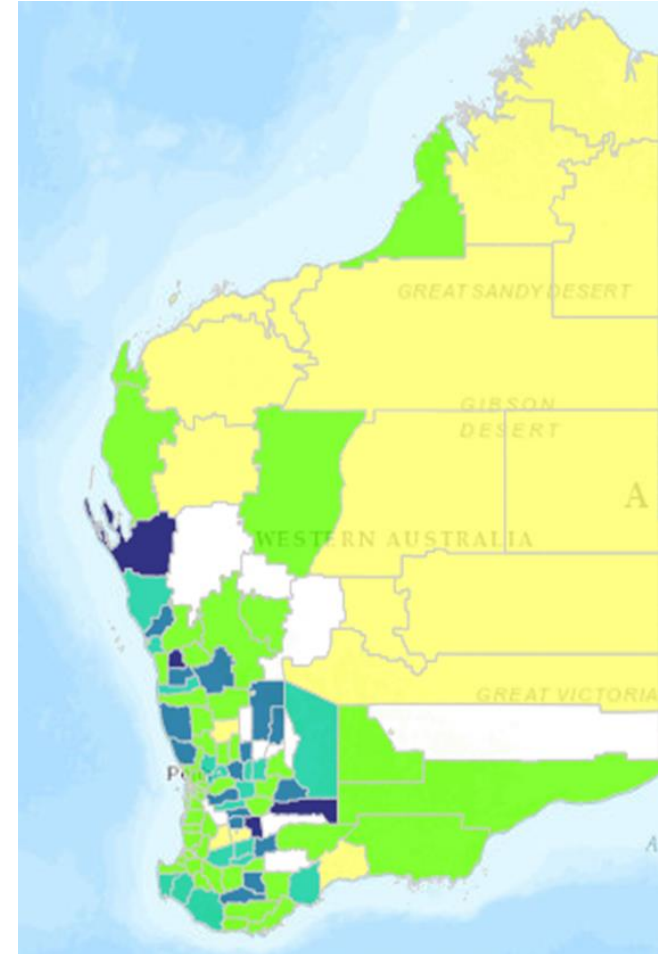 GREAT SANDY DESERT
GIBSON
DESERT
A
WESTERN AUSTRALIA
GREAT VICTORIA
P
A